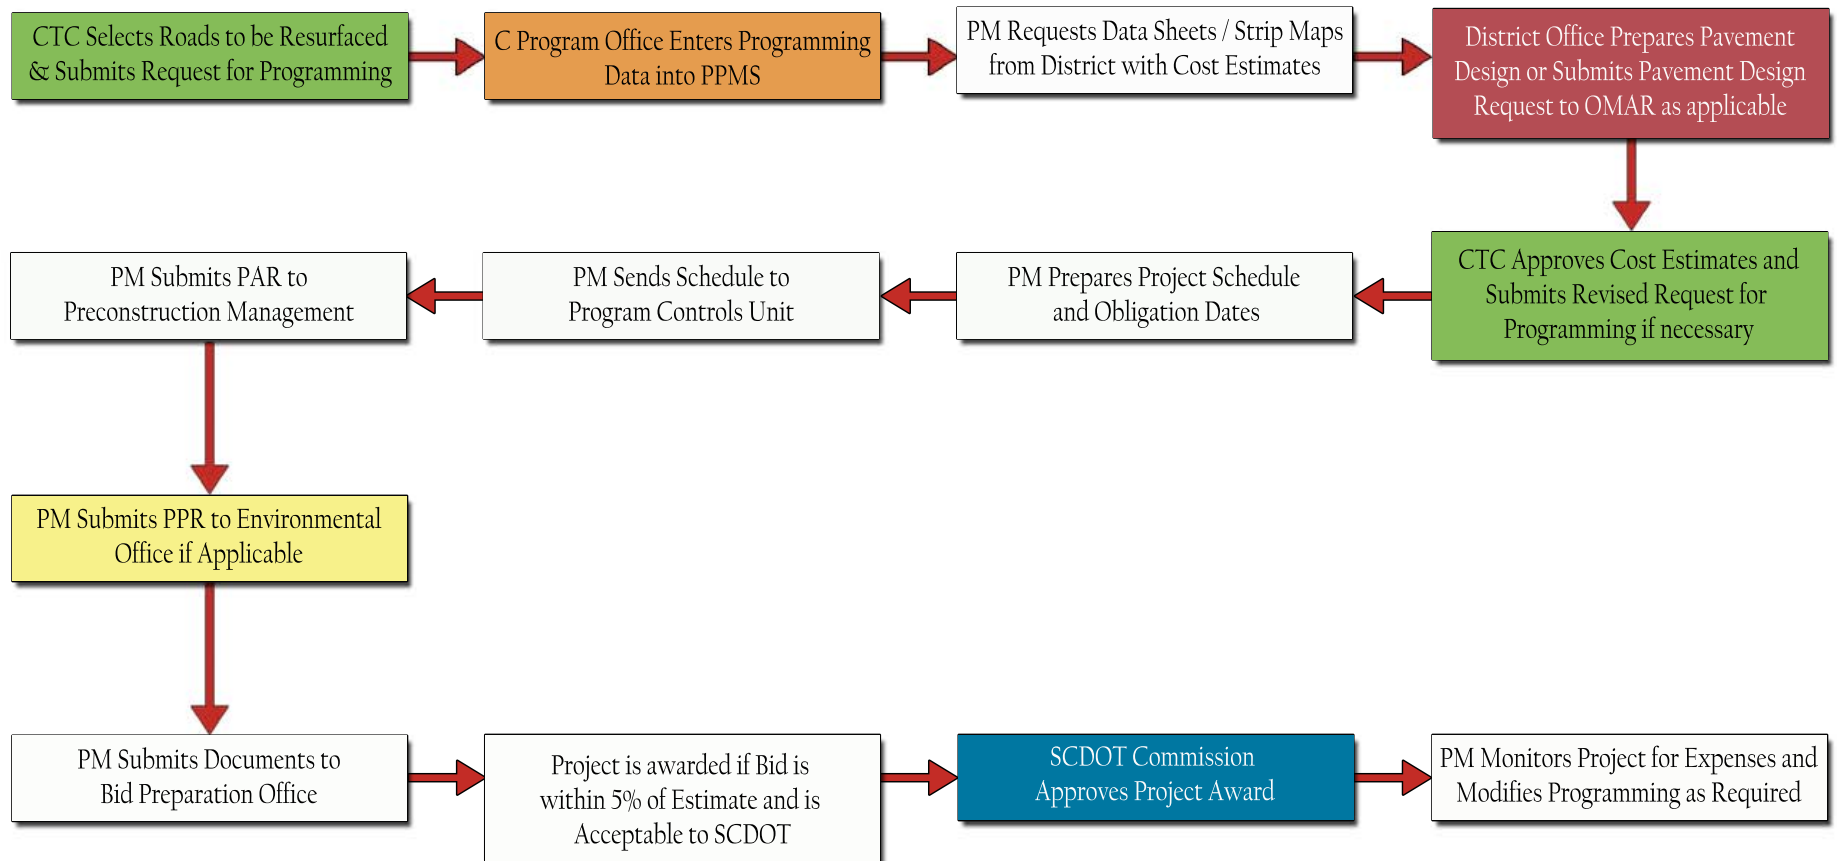 CTC Selects Roads to be Resurfaced
& Submits Request for Programming
C Program Office Enters Programming
Data into PPMS
PM Requests Data Sheets / Strip Maps
from District with Cost Estimates
District Office Prepares Pavement
Design or Submits Pavement Design
Request to OMAR as applicable
CTC Approves Cost Estimates and
Submits Revised Request for
Programming if necessary
PM Prepares Project Schedule
and Obligation Dates
PM Sends Schedule to
Program Controls Unit
PM Submits PAR to
Preconstruction Management
PM Submits PPR to Environmental
Office if Applicable
PM Submits Documents to
Bid Preparation Office
Project is awarded if Bid is
within 5% of Estimate and is
Acceptable to SCDOT
SCDOT Commission
Approves Project Award
PM Monitors Project for Expenses and
Modifies Programming as Required